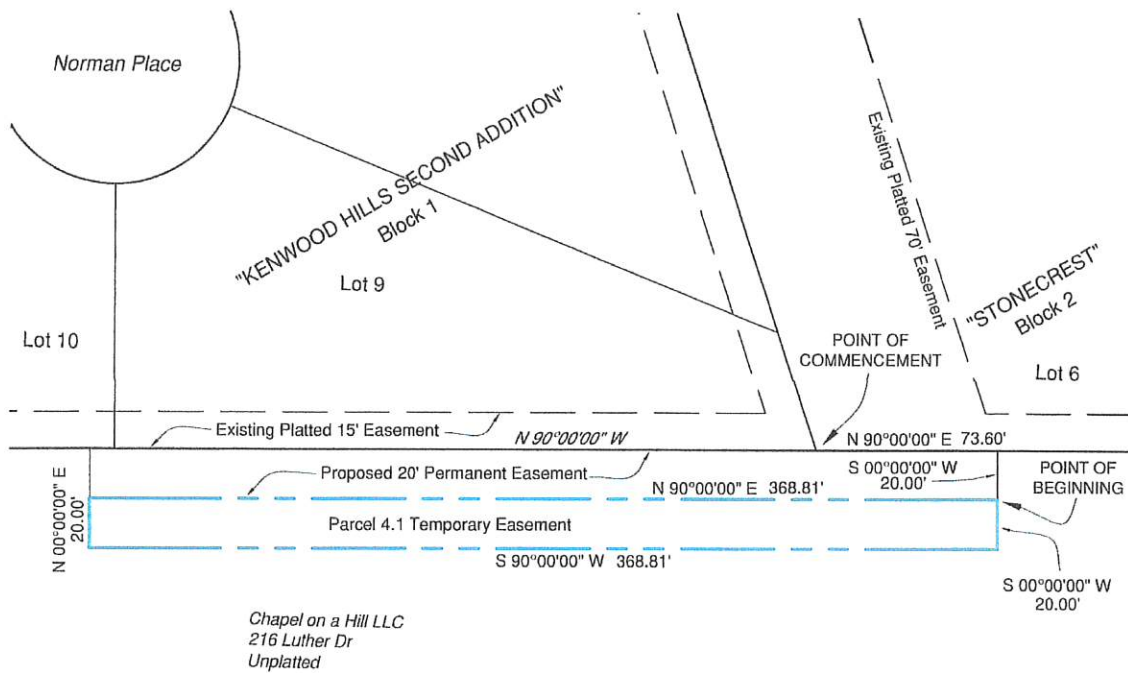 Norman Place
"KENWOOD HILLS SECOND ADDITION"
Block 1
Lot 9
Lot 10
Existing Platted 70' Easement
"STONECREST"
Block 2
Lot 6
POINT OF
COMMENCEMENT
Existing Platted 15' Easement
N 90°00'00" W
N 90°00'00" E 73.60'
Proposed 20' Permanent Easement
S 00°00'00" W
20.00'
POINT OF
BEGINNING
N 90°00'00" E 368.81'
N 00°00'00" E
20.00'
Parcel 4.1 Temporary Easement
S 90°00'00" W 368.81'
S 00°00'00" W
20.00'
Chapel on a Hill LLC
216 Luther Dr
Unplatted